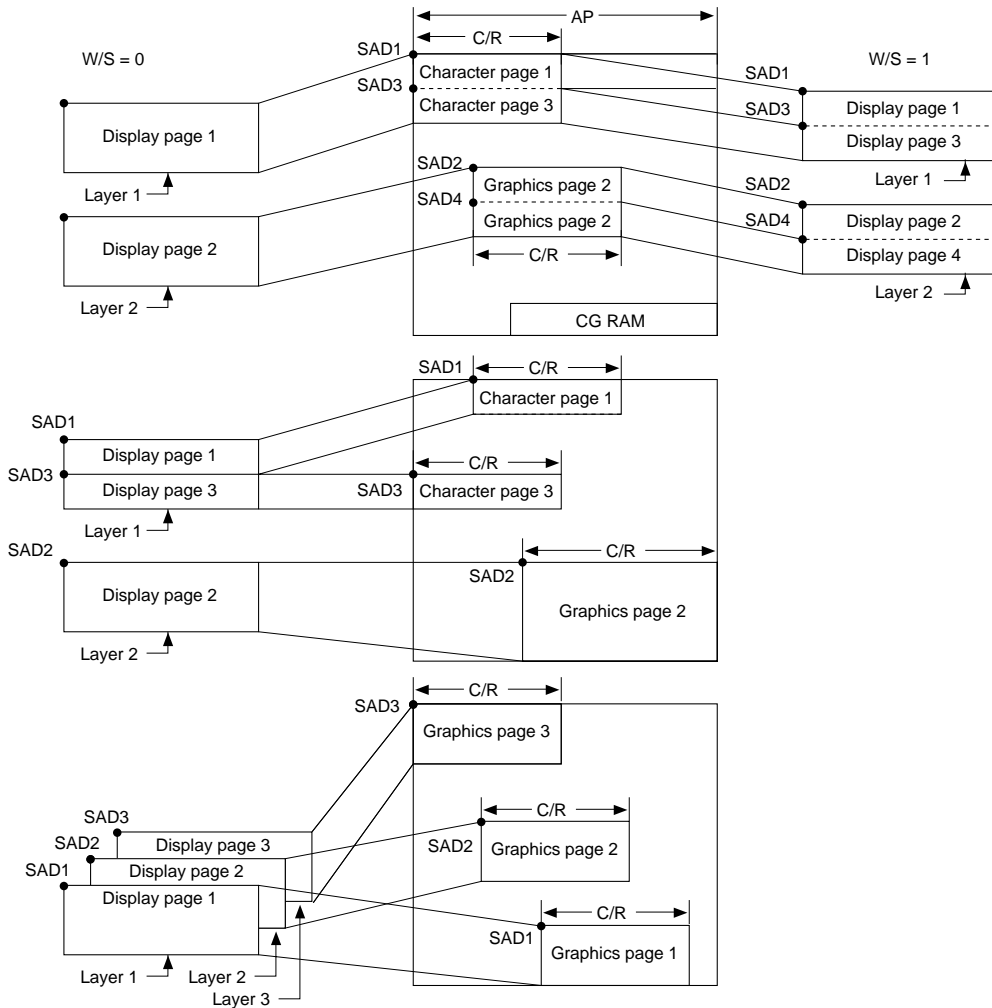 AP
C/R
W/S = 0
SAD1
W/S = 1
Character page 1
SAD1
SAD3
Character page 3
Display page 1
SAD3
Display page 1
Display page 3
Layer 1
SAD2
Layer 1
Graphics page 2
SAD2
SAD4
Display page 2
Graphics page 2
SAD4
Display page 2
Display page 4
C/R
Layer 2
Layer 2
CG RAM
SAD1
C/R
Character page 1
SAD1
Display page 1
C/R
SAD3
Display page 3
SAD3
Character page 3
Layer 1
SAD2
C/R
SAD2
Display page 2
Graphics page 2
Layer 2
C/R
SAD3
Graphics page 3
C/R
SAD3
Display page 3
SAD2
SAD2
Graphics page 2
Display page 2
SAD1
Display page 1
C/R
SAD1
Graphics page 1
Layer 1
Layer 2
Layer 3